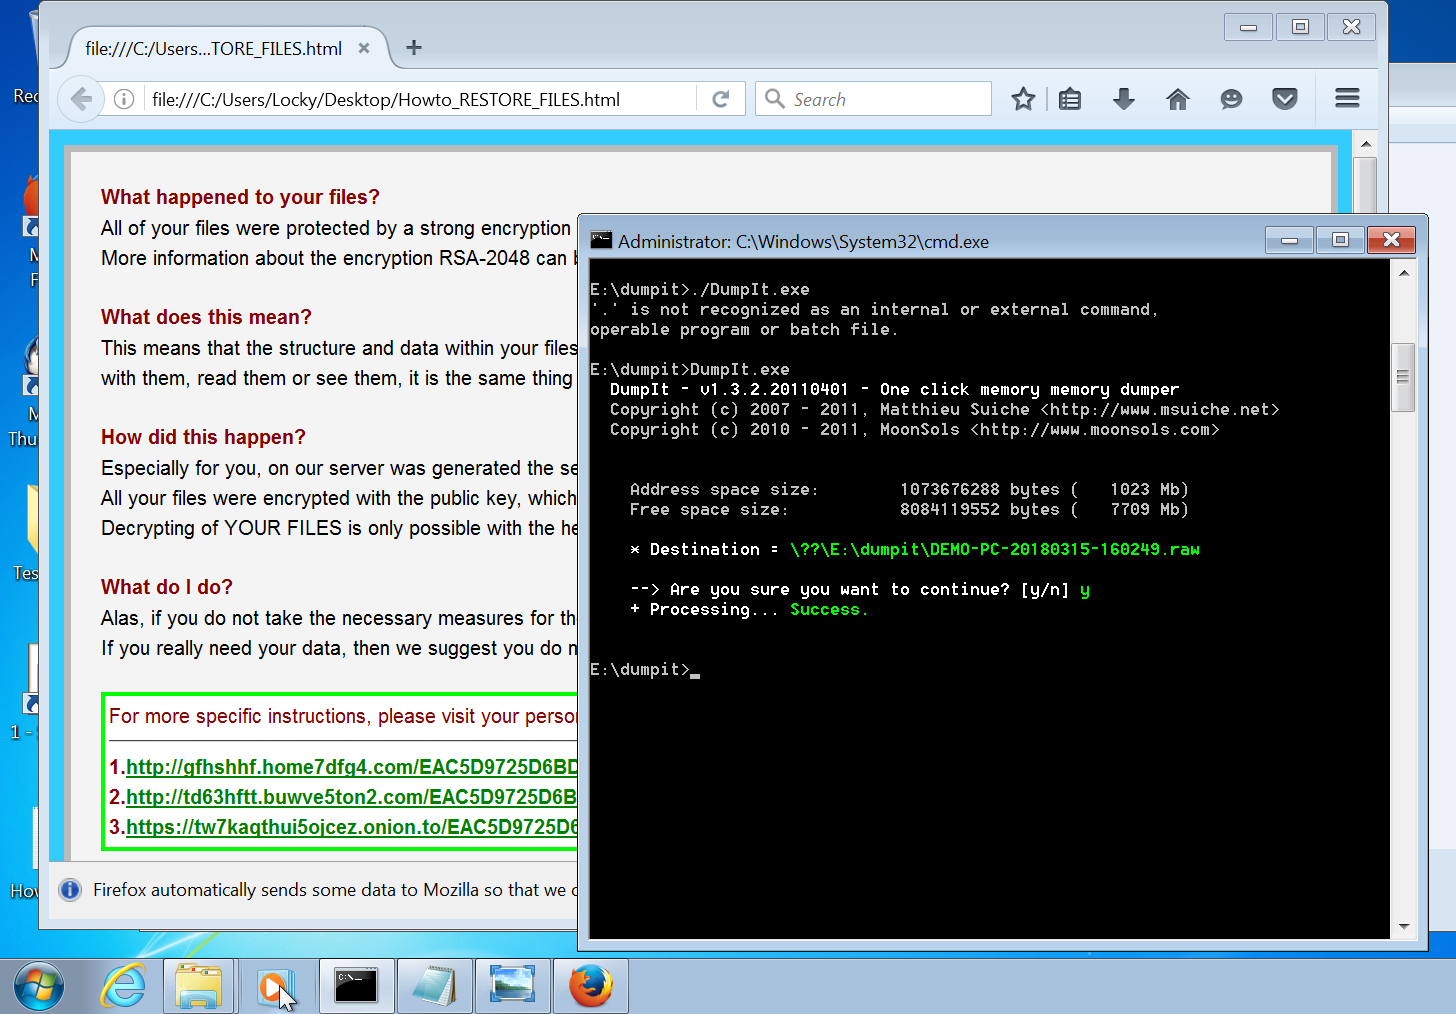 file:///C:/Users...TORE_FILES.html
file:///C:/Users/Locky/Desktop/Howto_RESTORE_FILES.html
Search
What happened to your files?
All of your files were protected by a strong encryption
More information about the encryption RSA-2048 can
What does this mean?
This means that the structure and data within your files
with them, read them or see them, it is the same thing
How did this happen?
Especially for you, on our server was generated the se
All your files were encrypted with the public key, which
Decrypting of YOUR FILES is only possible with the he
What do I do?
Alas, if you do not take the necessary measures for th
If you really need your data, then we suggest you do n
For more specific instructions, please visit your person
1.http://gfhshhf.home7dfg4.com/EAC5D9725D6BD
2.http://td63hftt.buwve5ton2.com/EAC5D9725D6B
3.https://tw7kaqthui5ojcez.onion.to/EAC5D9725D6
Firefox automatically sends some data to Mozilla so that we c
Administrator: C:\Windows\System32\cmd.exe
E:\dumpit>./DumpIt.exe
'.' is not recognized as an internal or external command,
operable program or batch file.
E:\dumpit>DumpIt.exe
DumpIt - v1.3.2.20110401 - One click memory memory dumper
Copyright (c) 2007 - 2011, Matthieu Suiche <http://www.msuiche.net>
Copyright (c) 2010 - 2011, MoonSols <http://www.moonsols.com>
Address space size: 1073676288 bytes ( 1023 Mb)
Free space size: 8084119552 bytes ( 7709 Mb)
* Destination = \??\E:\dumpit\DEMO-PC-20180315-160249.raw
--> Are you sure you want to continue? [y/n] y
+ Processing... Success.
E:\dumpit>_
Rec
M
F
M
Thu
Tes
1 -
How
C:\_